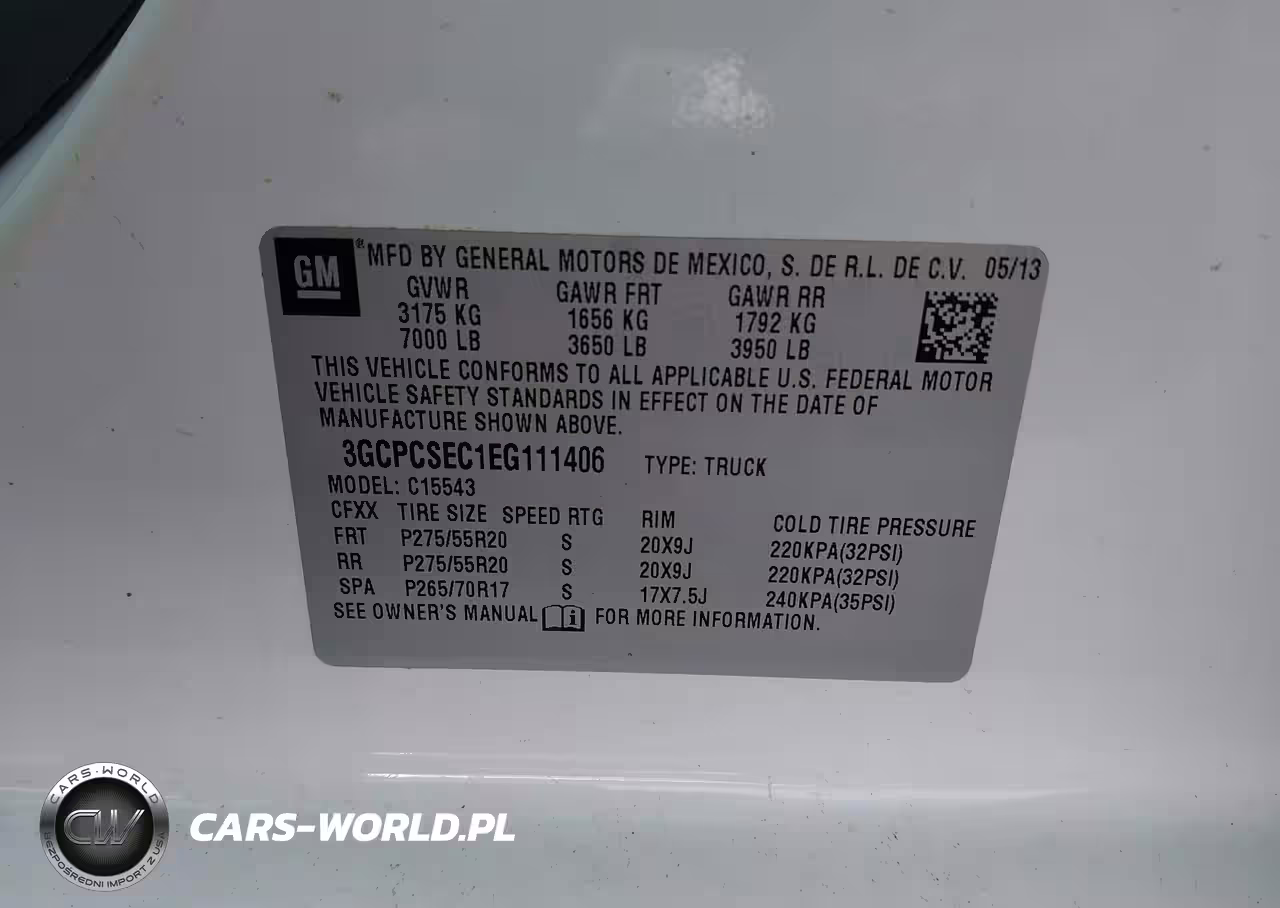 GM® MFD BY GENERAL MOTORS DE MEXICO, S. DE R.L. DE C.V. 05/13
GVWR GAWR FRT GAWR RR
3175 KG 1656 KG 1792 KG
7000 LB 3650 LB 3950 LB
THIS VEHICLE CONFORMS TO ALL APPLICABLE U.S. FEDERAL MOTOR
VEHICLE SAFETY STANDARDS IN EFFECT ON THE DATE OF
MANUFACTURE SHOWN ABOVE.
3GCPCSEC1EG111406 TYPE: TRUCK
MODEL: C15543
CFXX TIRE SIZE SPEED RTG RIM COLD TIRE PRESSURE
FRT P275/55R20 S 20X9J 220KPA(32PSI)
RR P275/55R20 S 20X9J 220KPA(32PSI)
SPA P265/70R17 S 17X7.5J 240KPA(35PSI)
SEE OWNER'S MANUAL i FOR MORE INFORMATION.
CARS-WORLD
CW
BEZPOŚREDNI IMPORT Z USA
CARS-WORLD.PL